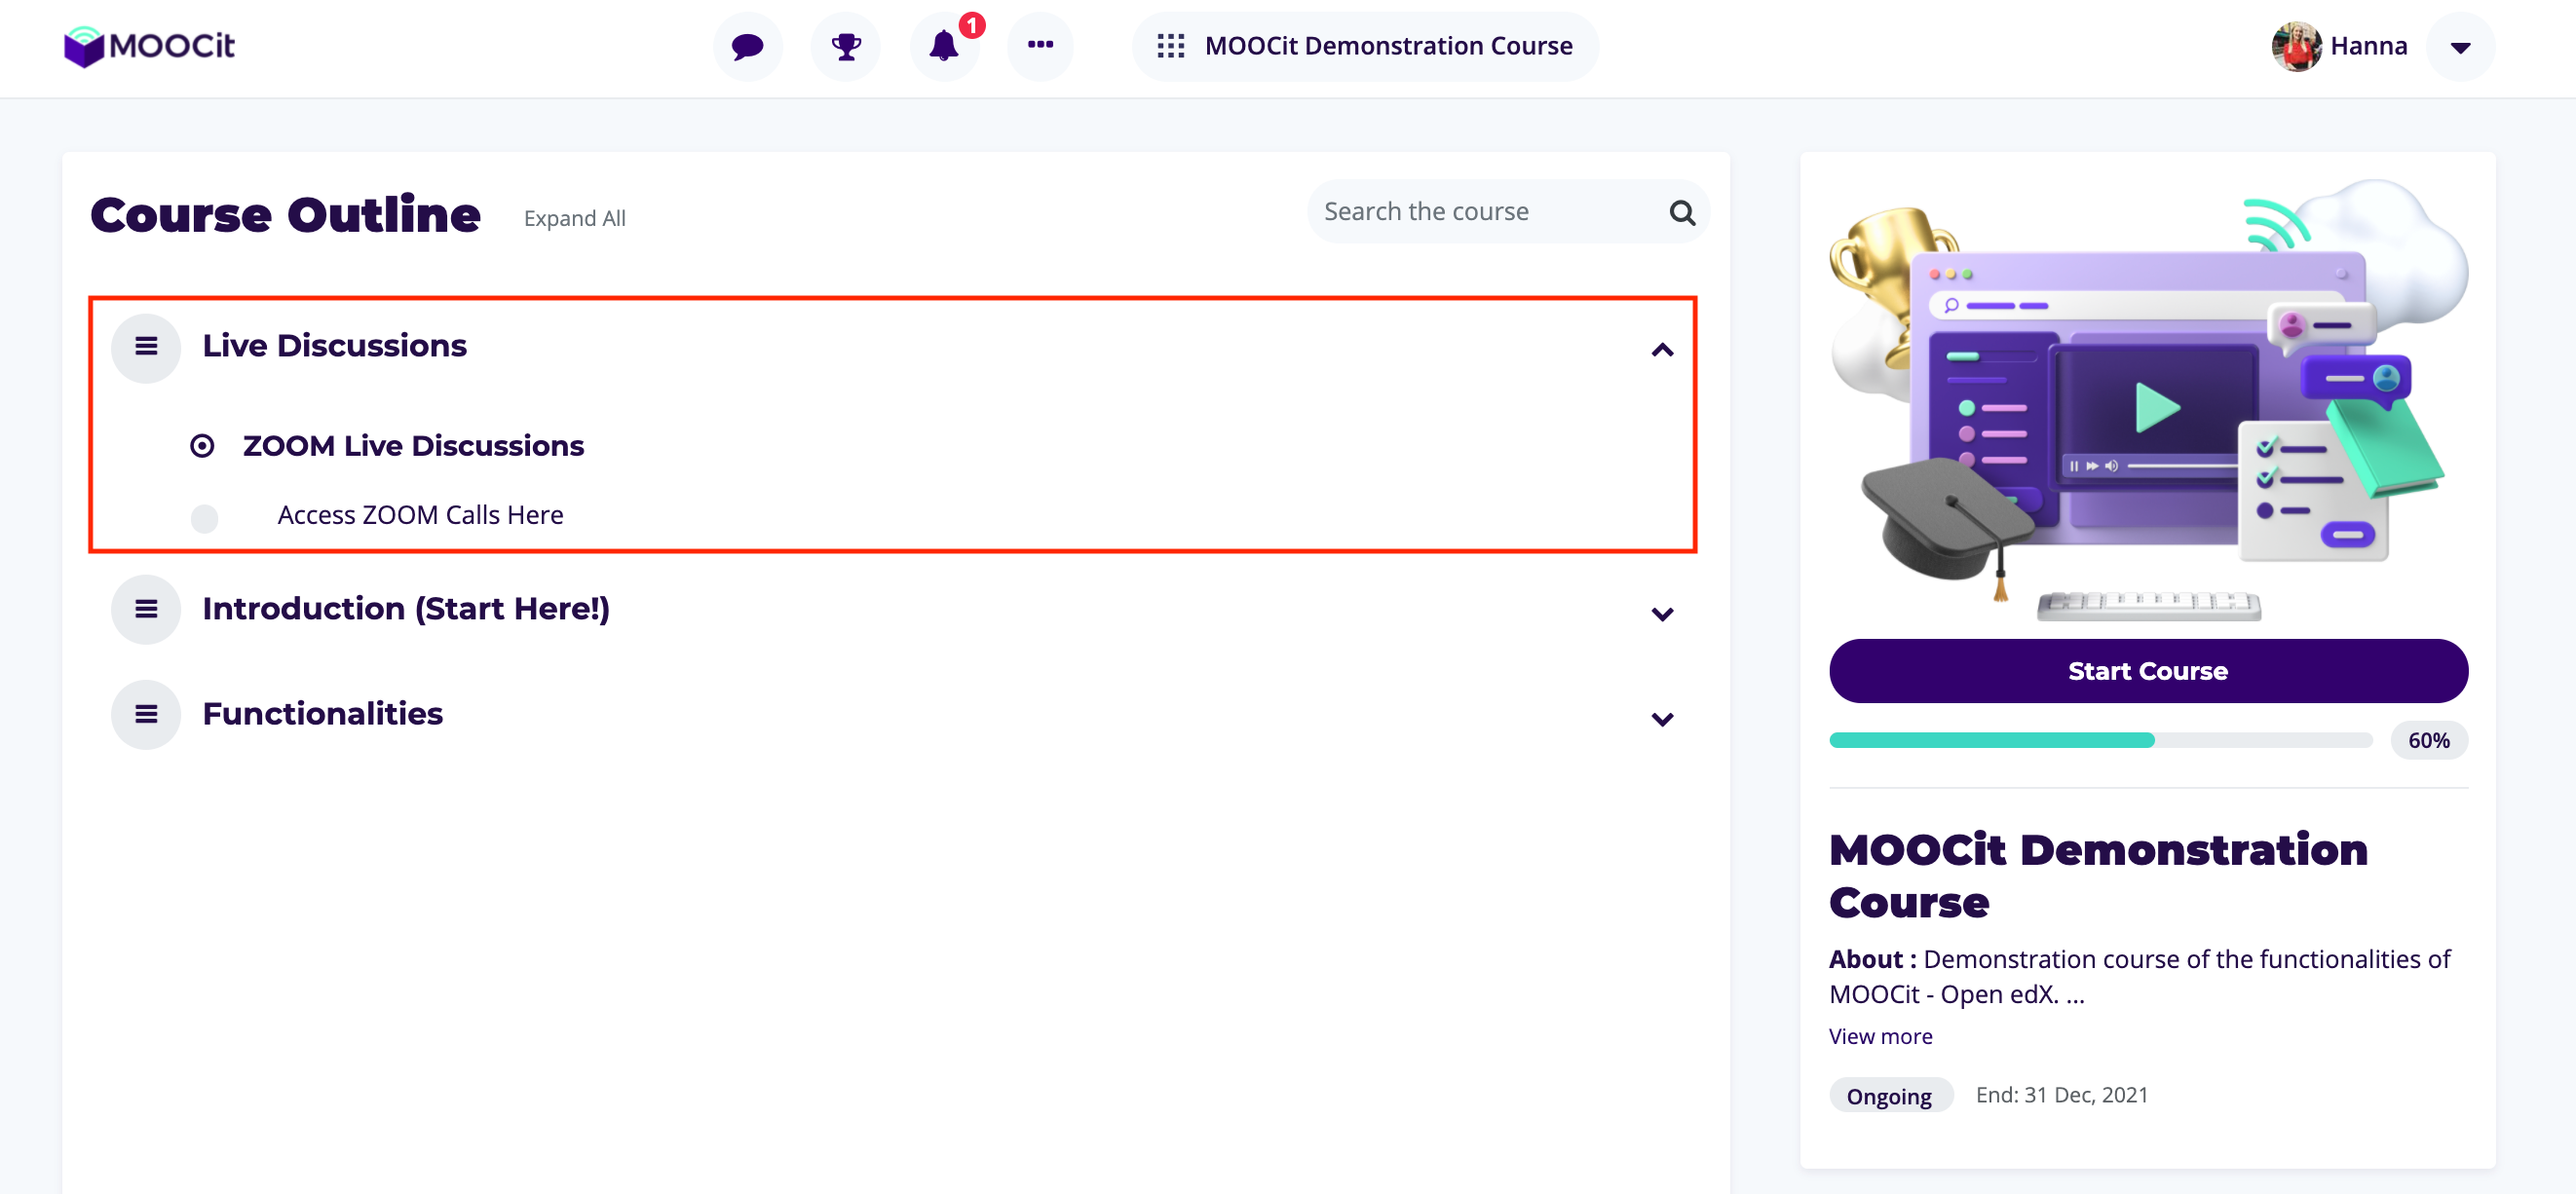 MOOCit
1
MOOCit Demonstration Course
Hanna
Course Outline
Expand All
Search the course
Live Discussions
ZOOM Live Discussions
Access ZOOM Calls Here
Introduction (Start Here!)
Functionalities
Start Course
60%
MOOCit Demonstration
Course
About : Demonstration course of the functionalities of
MOOCit - Open edX. ...
View more
Ongoing
End: 31 Dec, 2021